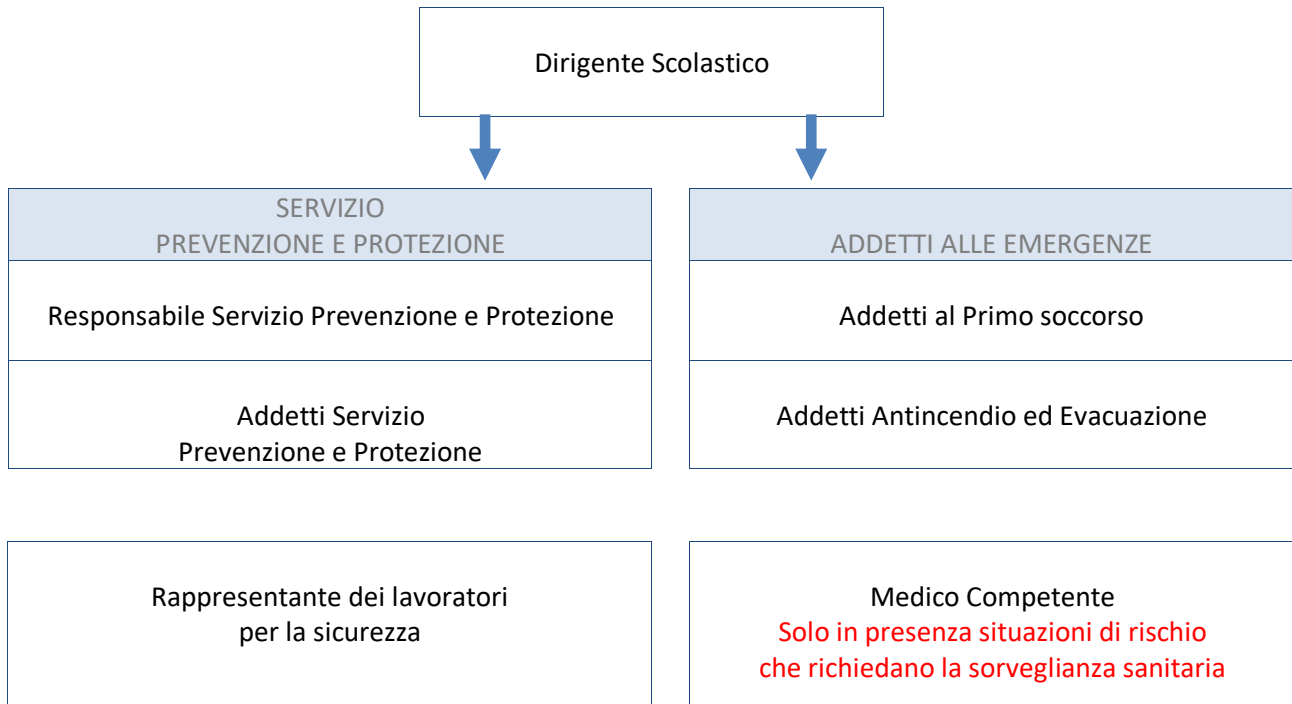 Dirigente Scolastico
SERVIZIO
PREVENZIONE E PROTEZIONE
Responsabile Servizio Prevenzione e Protezione
Addetti Servizio
Prevenzione e Protezione
ADDETTI ALLE EMERGENZE
Addetti al Primo soccorso
Addetti Antincendio ed Evacuazione
Rappresentante dei lavoratori
per la sicurezza
Medico Competente
Solo in presenza situazioni di rischio
che richiedano la sorveglianza sanitaria